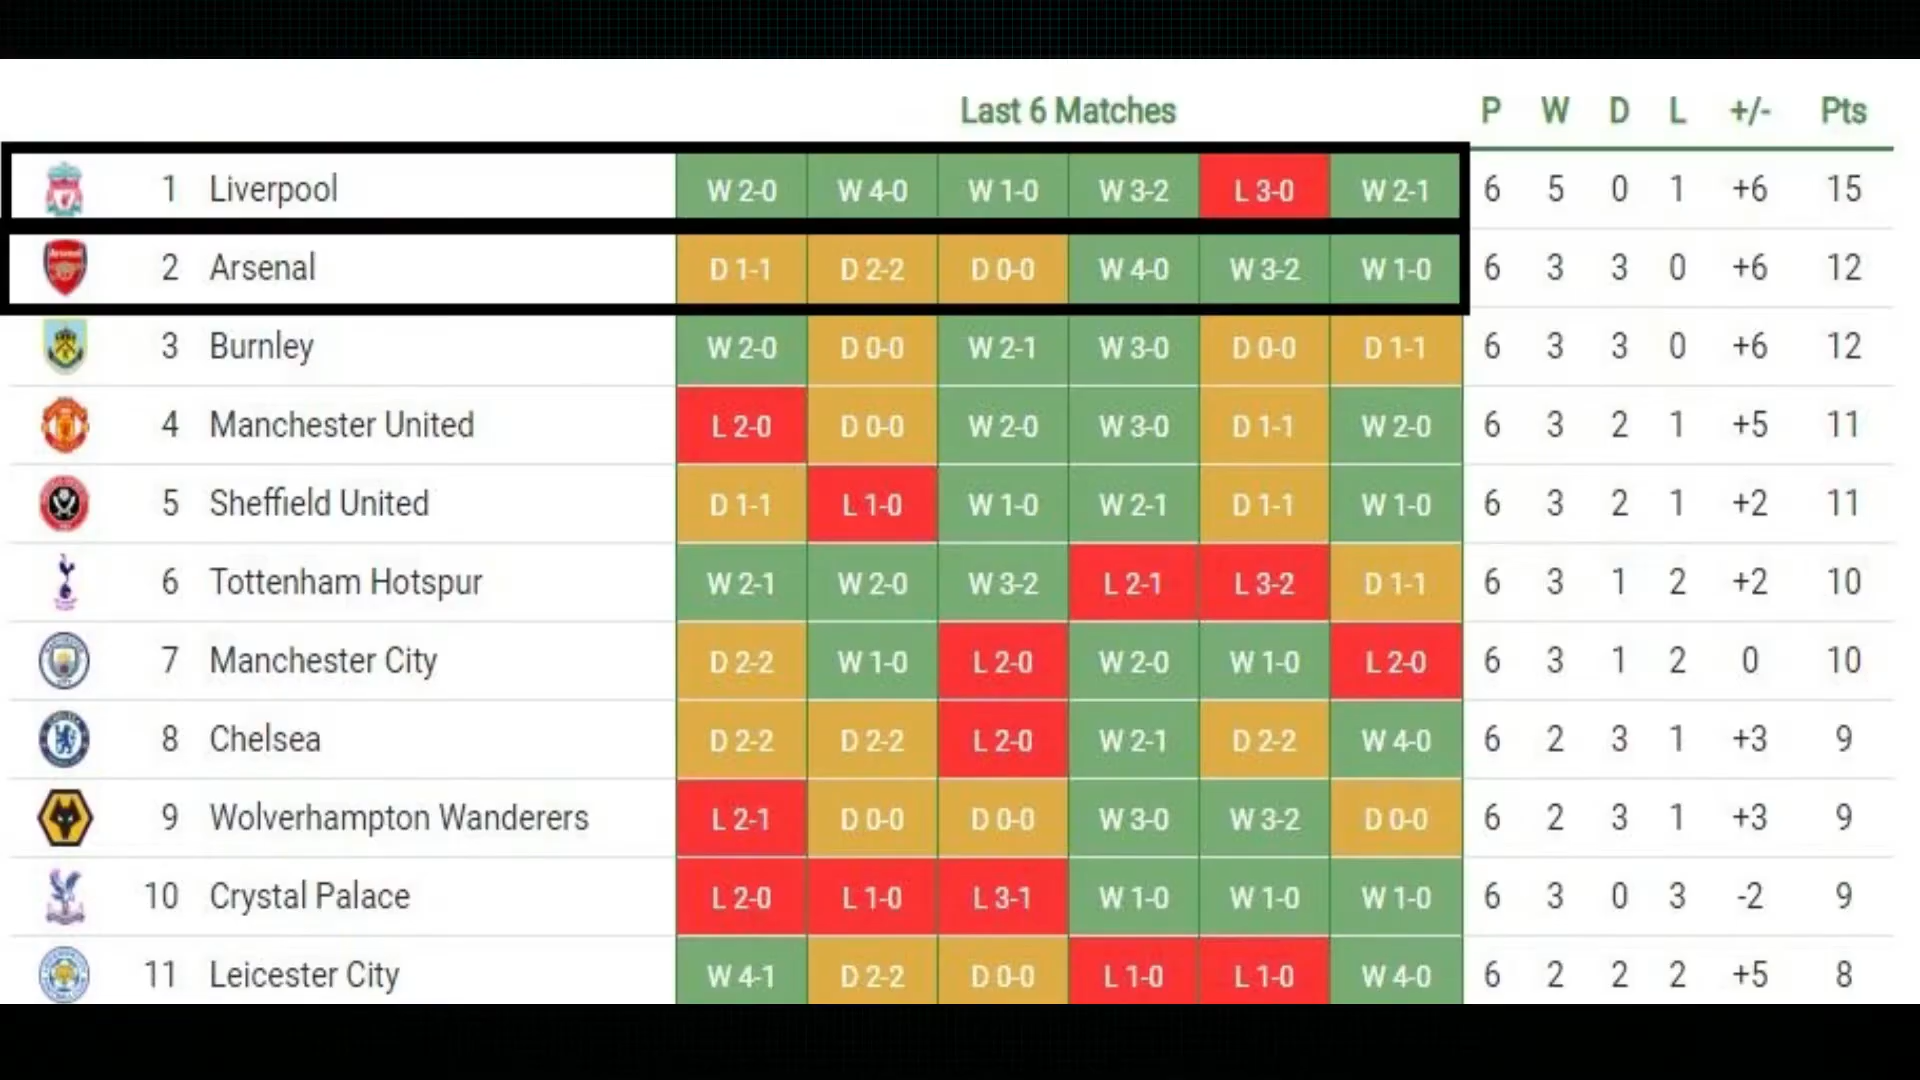 Last 6 Matches P W D L +/- Pts
1 Liverpool W 2-0 W 4-0 W 1-0 W 3-2 L 3-0 W 2-1 6 5 0 1 +6 15
2 Arsenal D 1-1 D 2-2 D 0-0 W 4-0 W 3-2 W 1-0 6 3 3 0 +6 12
3 Burnley W 2-0 D 0-0 W 2-1 W 3-0 D 0-0 D 1-1 6 3 3 0 +6 12
4 Manchester United L 2-0 D 0-0 W 2-0 W 3-0 D 1-1 W 2-0 6 3 2 1 +5 11
5 Sheffield United D 1-1 L 1-0 W 1-0 W 2-1 D 1-1 W 1-0 6 3 2 1 +2 11
6 Tottenham Hotspur W 2-1 W 2-0 W 3-2 L 2-1 L 3-2 D 1-1 6 3 1 2 +2 10
7 Manchester City D 2-2 W 1-0 L 2-0 W 2-0 W 1-0 L 2-0 6 3 1 2 0 10
8 Chelsea D 2-2 D 2-2 L 2-0 W 2-1 D 2-2 W 4-0 6 2 3 1 +3 9
9 Wolverhampton Wanderers L 2-1 D 0-0 D 0-0 W 3-0 W 3-2 D 0-0 6 2 3 1 +3 9
10 Crystal Palace L 2-0 L 1-0 L 3-1 W 1-0 W 1-0 W 1-0 6 3 0 3 -2 9
11 Leicester City W 4-1 D 2-2 D 0-0 L 1-0 L 1-0 W 4-0 6 2 2 2 +5 8